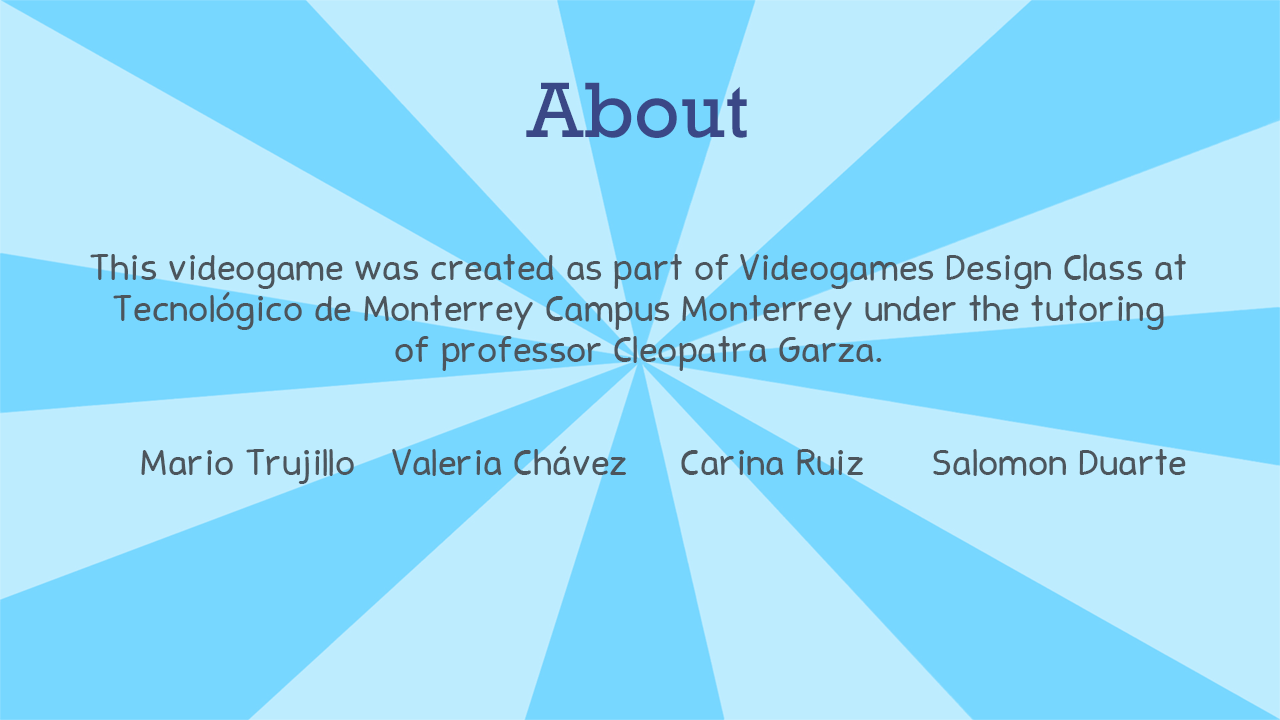 About
This videogame was created as part of Videogames Design Class at
Tecnológico de Monterrey Campus Monterrey under the tutoring
of professor Cleopatra Garza.
Mario Trujillo Valeria Chávez Carina Ruiz Salomon Duarte